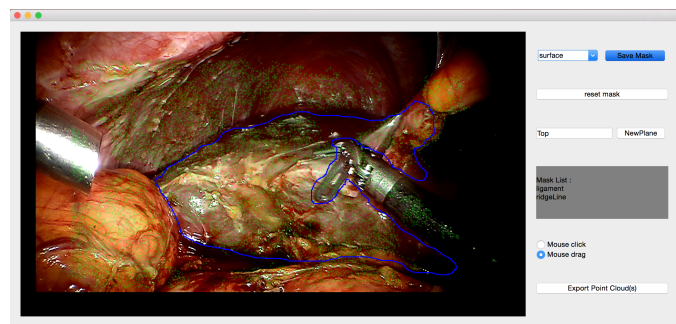 surface
Save Mask
reset mask
Top
NewPlane
Mask List :
ligament
ridgeLine
Mouse click
Mouse drag
Export Point Cloud(s)